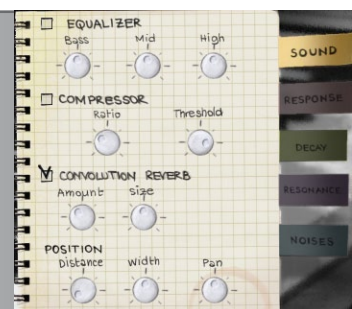 EQUALIZER
Bass Mid High
COMPRESSOR
Ratio Threshold
CONVOLUTION REVERB
Amount size
POSITION
Distance Width Pan
SOUND
RESPONSE
DECAY
RESONANCE
NOISES